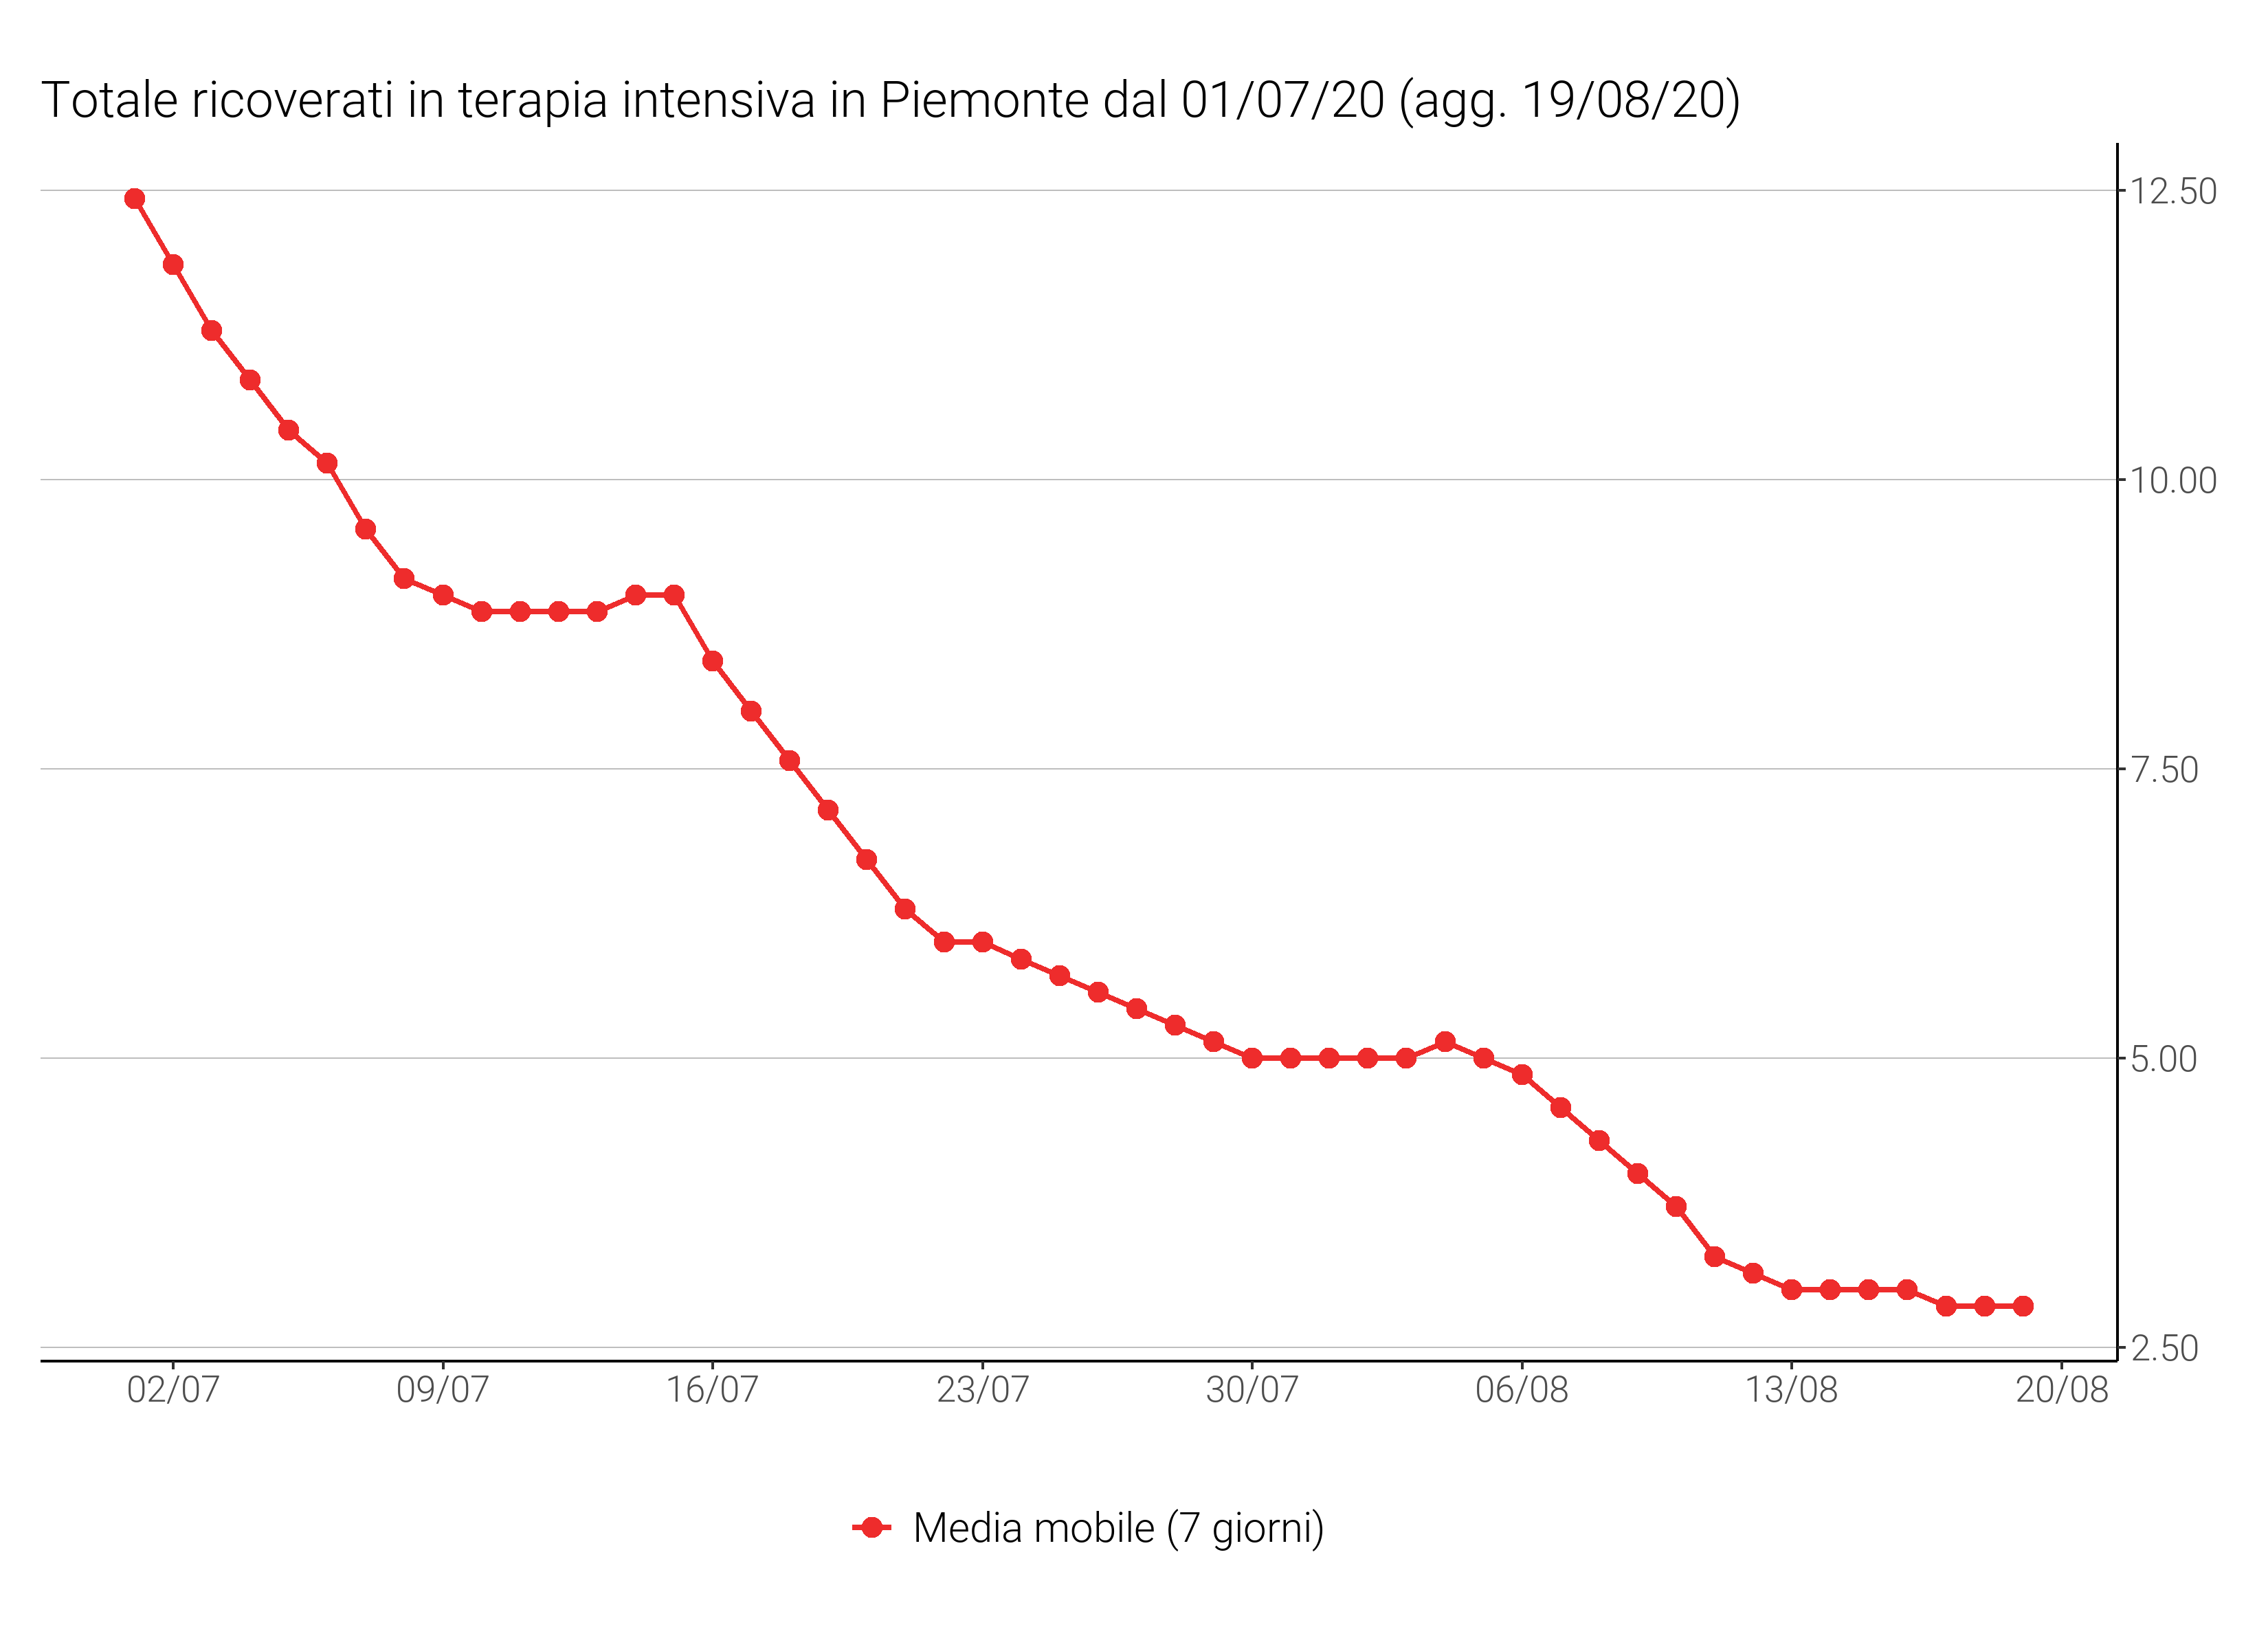 Totale ricoverati in terapia intensiva in Piemonte dal 01/07/20 (agg. 19/08/20)
12.50
10.00
7.50
5.00
2.50
02/07 09/07 16/07 23/07 30/07 06/08 13/08 20/08
Media mobile (7 giorni)